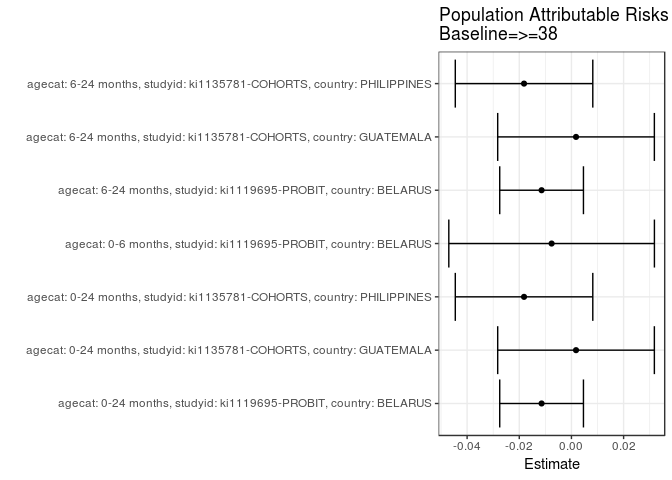 Population Attributable Risks
Baseline=>=38
agecat: 6-24 months, studyid: ki1135781-COHORTS, country: PHILIPPINES
agecat: 6-24 months, studyid: ki1135781-COHORTS, country: GUATEMALA
agecat: 6-24 months, studyid: ki1119695-PROBIT, country: BELARUS
agecat: 0-6 months, studyid: ki1119695-PROBIT, country: BELARUS
agecat: 0-24 months, studyid: ki1135781-COHORTS, country: PHILIPPINES
agecat: 0-24 months, studyid: ki1135781-COHORTS, country: GUATEMALA
agecat: 0-24 months, studyid: ki1119695-PROBIT, country: BELARUS
-0.04 -0.02 0.00 0.02
Estimate